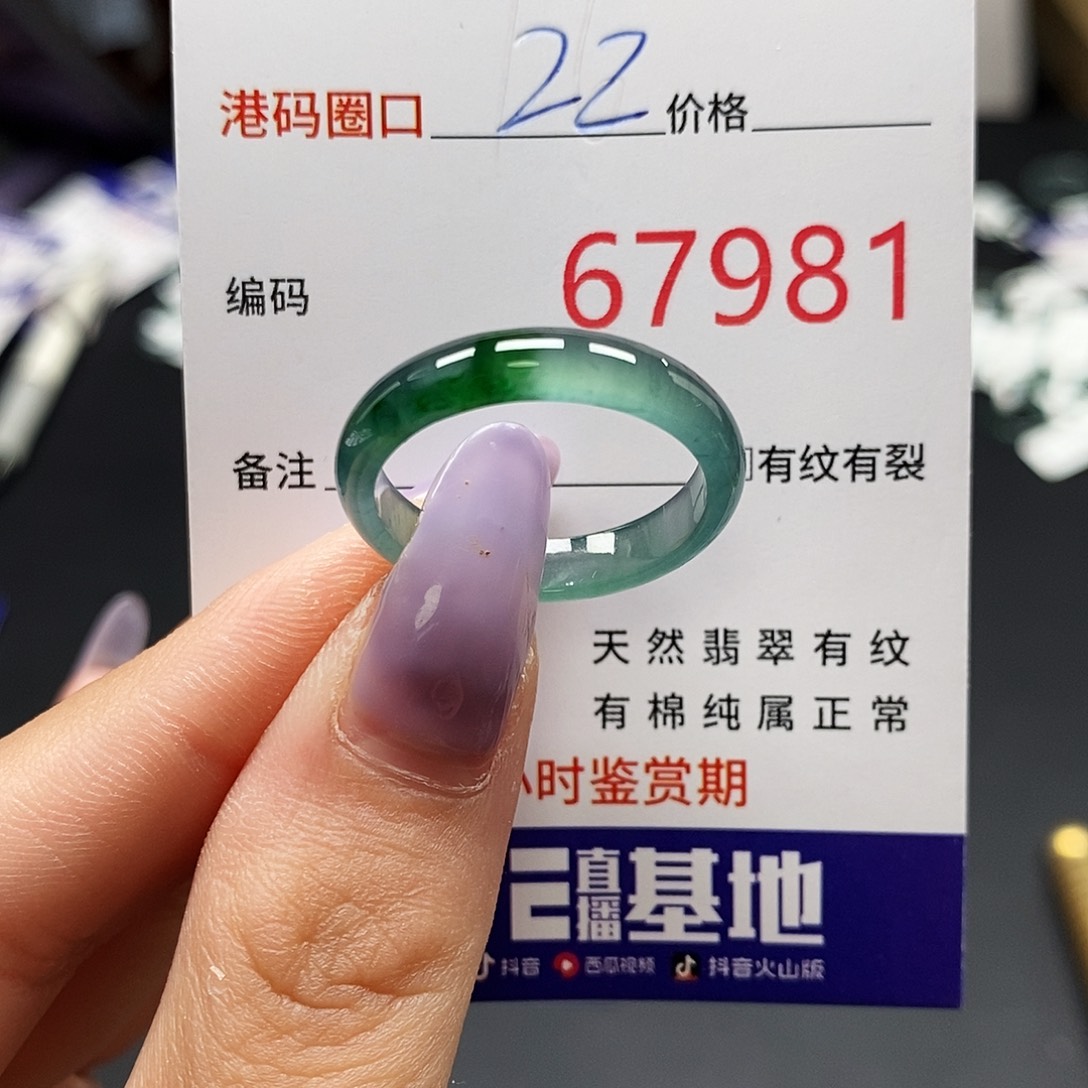 港码圈口 22 价格
编码 67981
备注 有纹有裂
天然翡翠有纹
有棉纯属正常
小时鉴赏期
直播基地
抖音 西瓜视频 抖音火山版